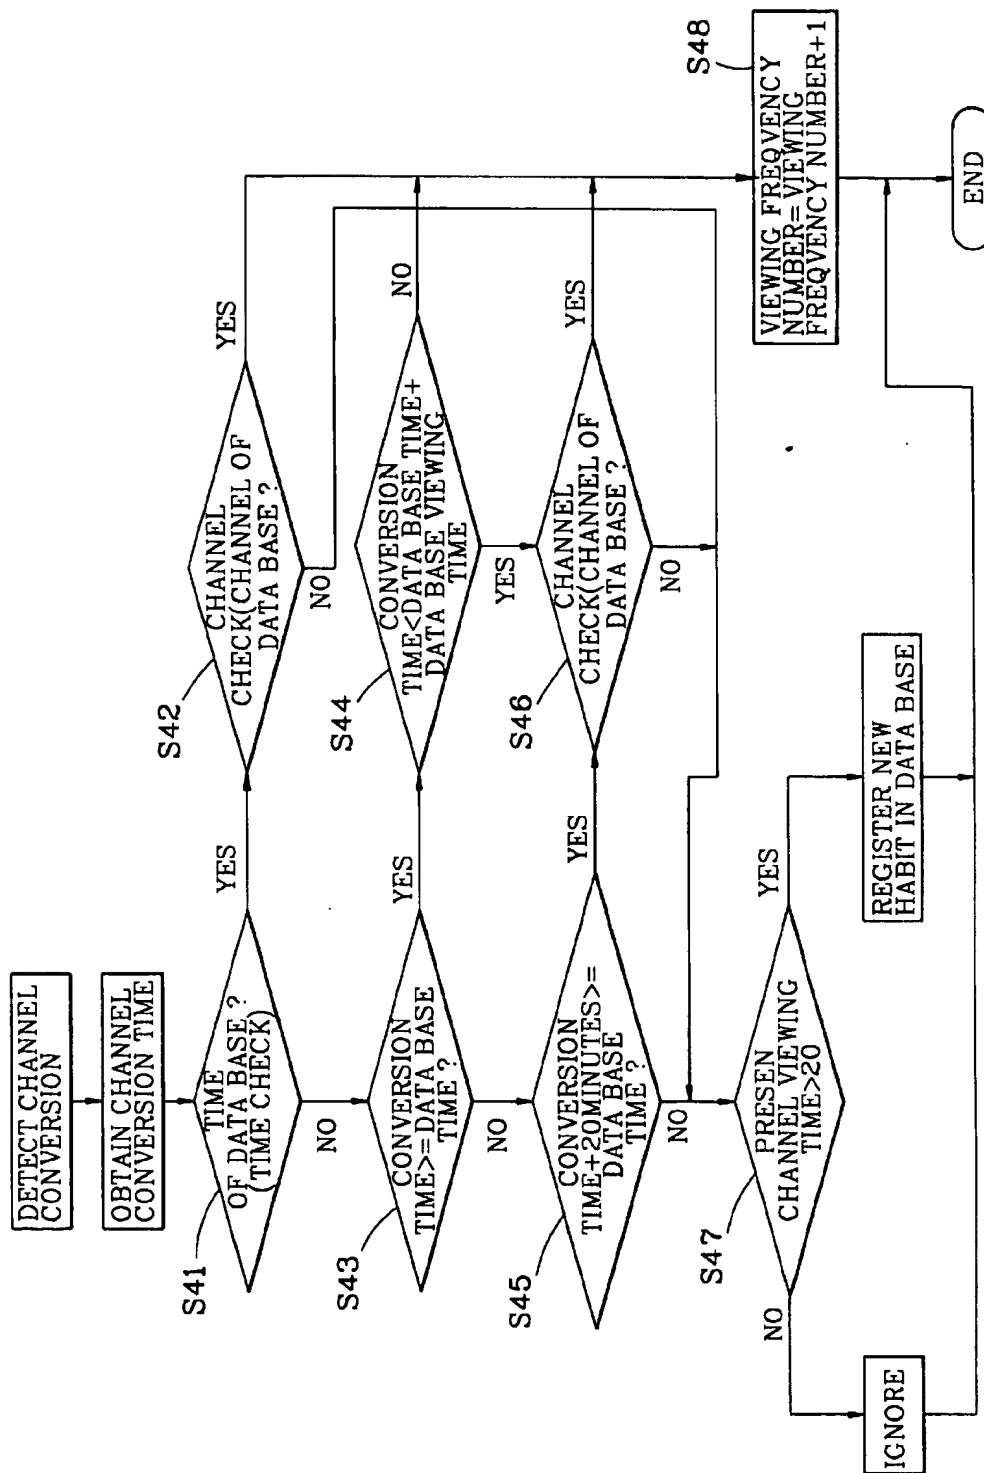 DETECT CHANNEL
CONVERSION
OBTAIN CHANNEL
CONVERSION TIME
S41
TIME
OF DATA BASE ?
(TIME CHECK)
YES
NO
S42
CHANNEL
CHECK(CHANNEL OF
DATA BASE ?
YES
NO
S43
CONVERSION
TIME>=DATA BASE
TIME ?
YES
NO
S44
CONVERSION
TIME<DATA BASE TIME+
DATA BASE VIEWING
TIME
NO
YES
S45
CONVERSION
TIME+20MINUTES>=
DATA BASE
TIME ?
YES
NO
S46
CHANNEL
CHECK(CHANNEL OF
DATA BASE ?
YES
NO
S47
PRESEN
CHANNEL VIEWING
TIME>20
YES
NO
REGISTER NEW
HABIT IN DATA BASE
IGNORE
S48
VIEWING FREQVENCY
NUMBER=VIEWING
FREQVENCY NUMBER+1
END